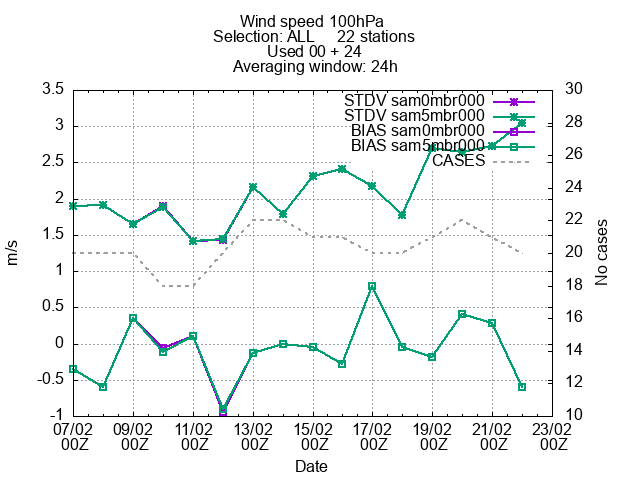 Wind speed 100hPa
Selection: ALL 22 stations
Used 00 + 24
Averaging window: 24h
STDV sam0mbr000
STDV sam5mbr000
BIAS sam0mbr000
BIAS sam5mbr000
CASES
3.5
3
2.5
2
1.5
1
0.5
0
-0.5
-1
m/s
30
28
26
24
22
20
18
16
14
12
10
No cases
07/02 09/02 11/02 13/02 15/02 17/02 19/02 21/02 23/02
00Z 00Z 00Z 00Z 00Z 00Z 00Z 00Z 00Z
Date